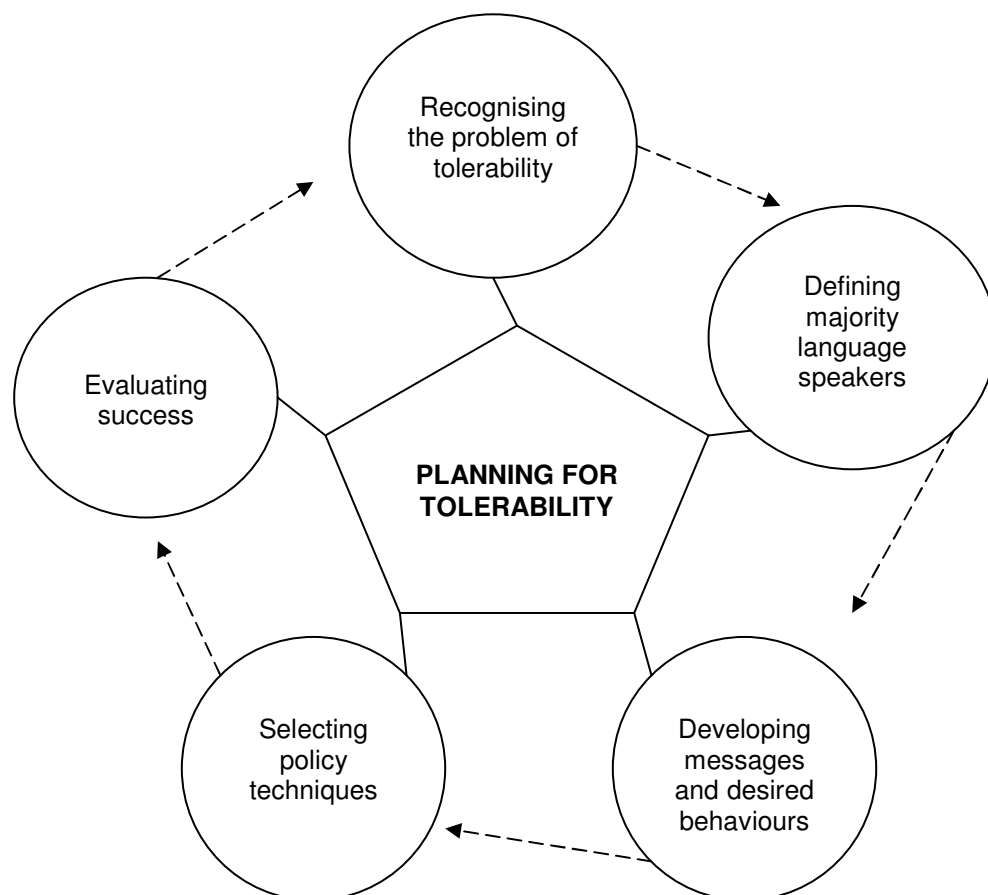 Recognising
the problem of
tolerability
Defining
majority
language
speakers
Evaluating
success
PLANNING FOR
TOLERABILITY
Selecting
policy
techniques
Developing
messages
and desired
behaviours